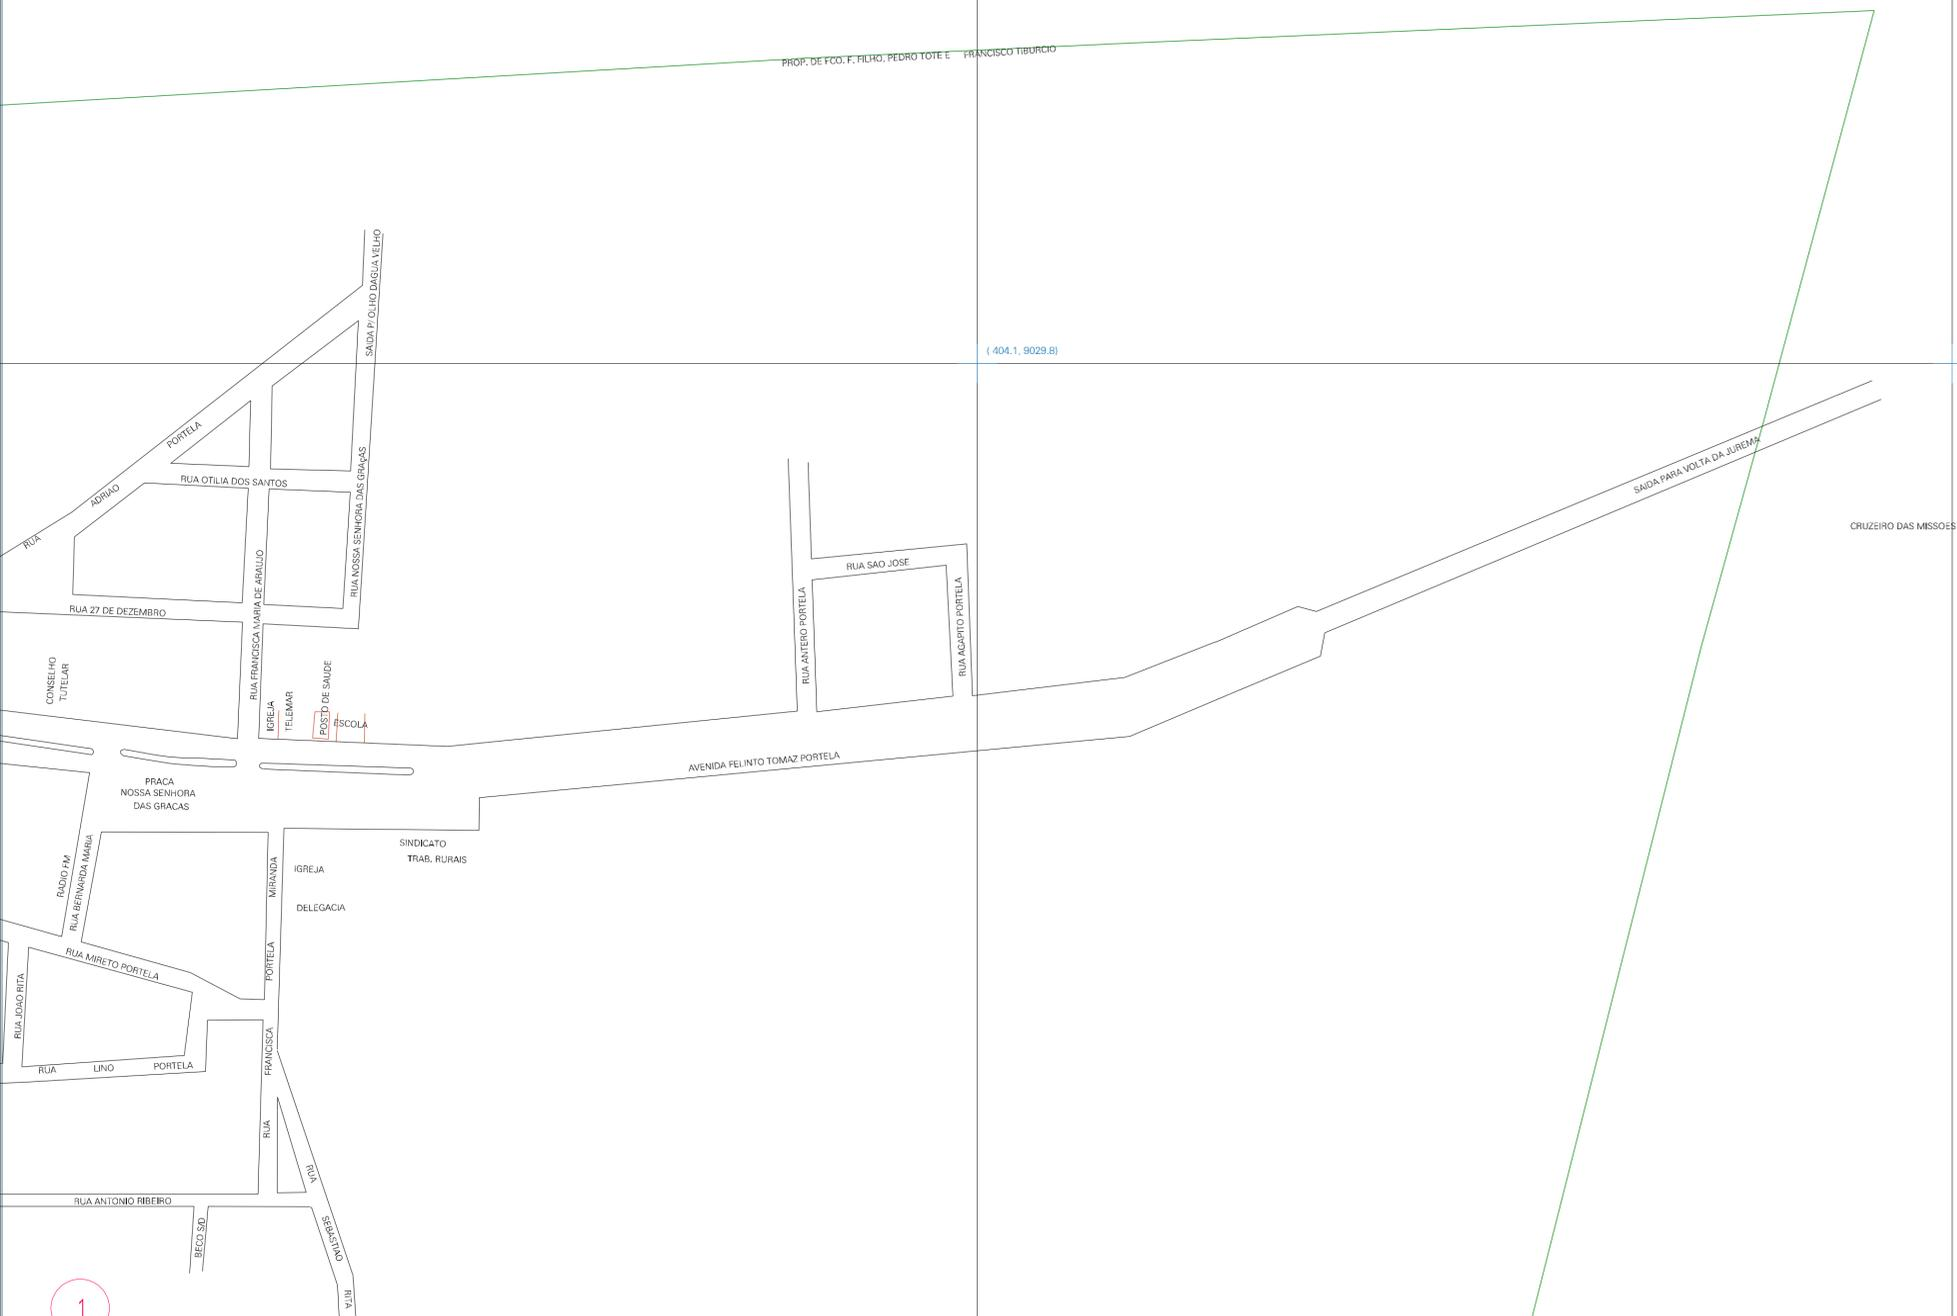 PROP. DE FCO. F. FILHO, PEDRO TOTE E FRANCISCO TIBURCIO
SAIDA P/ OLHO DAGUA VELHO
( 404.1, 9029.8)
RUA ADRIAO PORTELA
RUA OTILIA DOS SANTOS
RUA NOSSA SENHORA DAS GRAçAS
SAIDA PARA VOLTA DA JUREMA
CRUZEIRO DAS MISSOES
RUA FRANCISCA MARIA DE ARAUJO
RUA SAO JOSE
RUA ANTERO PORTELA
RUA AGAPITO PORTELA
RUA 27 DE DEZEMBRO
CONSELHO
TUTELAR
IGREJA
TELEMAR
POSTO DE SAUDE
ESCOLA
AVENIDA FELINTO TOMAZ PORTELA
PRACA
NOSSA SENHORA
DAS GRACAS
SINDICATO
TRAB. RURAIS
RADIO FM
RUA BERNARDA MARIA
IGREJA
DELEGACIA
RUA FRANCISCA PORTELA MIRANDA
RUA MIRETO PORTELA
RUA JOAO RITA
RUA LINO PORTELA
RUA ANTONIO RIBEIRO
BECO S/D
RUA SEBASTIAO RITA
1